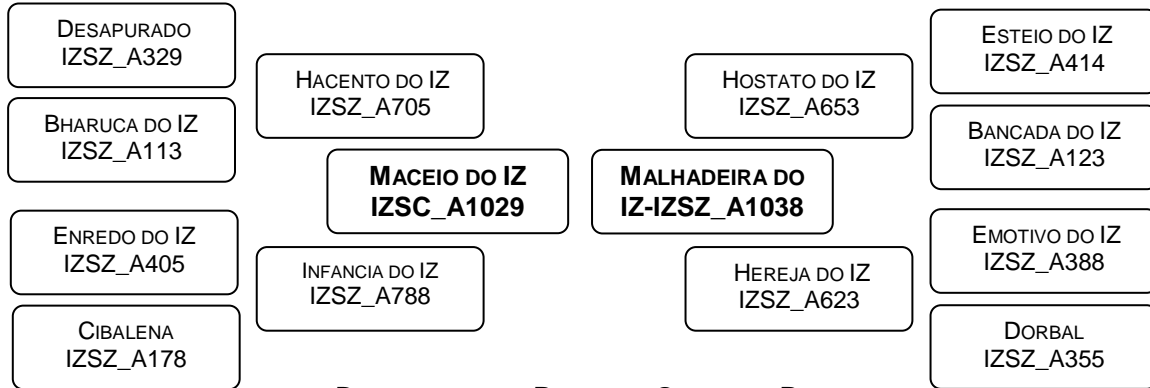 DESAPURADO
IZSZ_A329
BHARUCA DO IZ
IZSZ_A113
ENREDO DO IZ
IZSZ_A405
CIBALENA
IZSZ_A178
HACENTO DO IZ
IZSZ_A705
INFANCIA DO IZ
IZSZ_A788
MACEIO DO IZ
IZSC_A1029
MALHADEIRA DO
IZ-IZSZ_A1038
HOSTATO DO IZ
IZSZ_A653
HEREJA DO IZ
IZSZ_A623
ESTEIO DO IZ
IZSZ_A414
BANCADA DO IZ
IZSZ_A123
EMOTIVO DO IZ
IZSZ_A388
DORBAL
IZSZ_A355